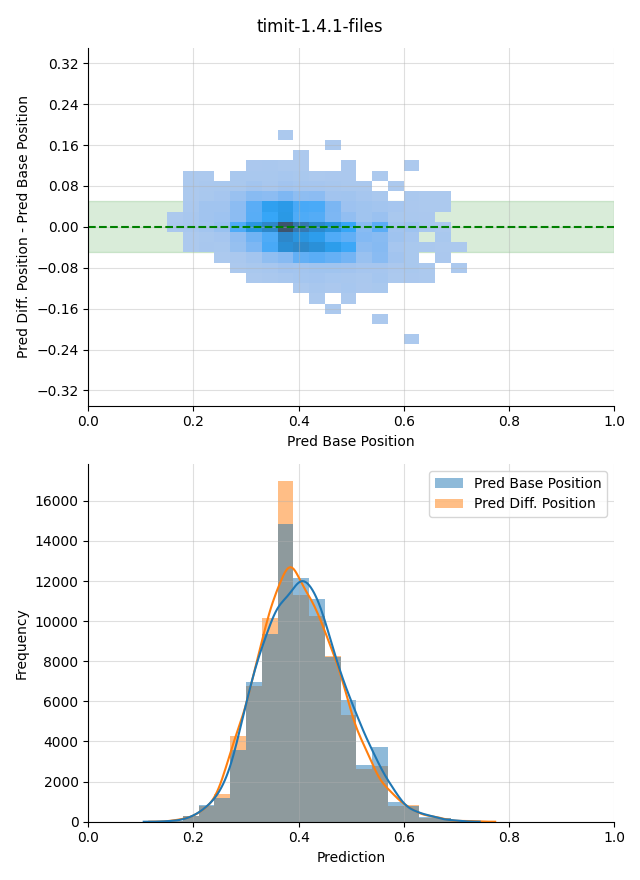 timit-1.4.1-files
Pred Diff. Position - Pred Base Position
0.32
0.24
0.16
0.08
0.00
−0.08
−0.16
−0.24
−0.32
0.0 0.2 0.4 0.6 0.8 1.0
Pred Base Position
Frequency
16000
14000
12000
10000
8000
6000
4000
2000
0
Pred Base Position
Pred Diff. Position
0.0 0.2 0.4 0.6 0.8 1.0
Prediction